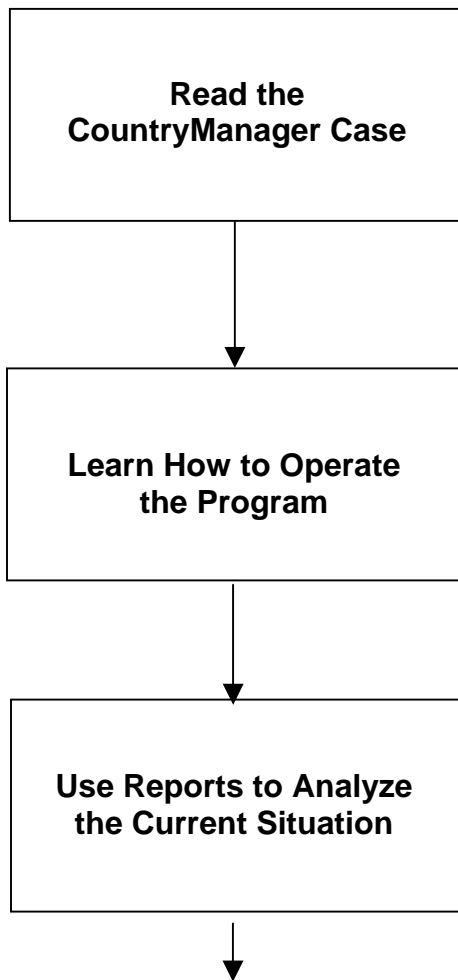 Read the
CountryManager Case
Learn How to Operate
the Program
Use Reports to Analyze
the Current Situation